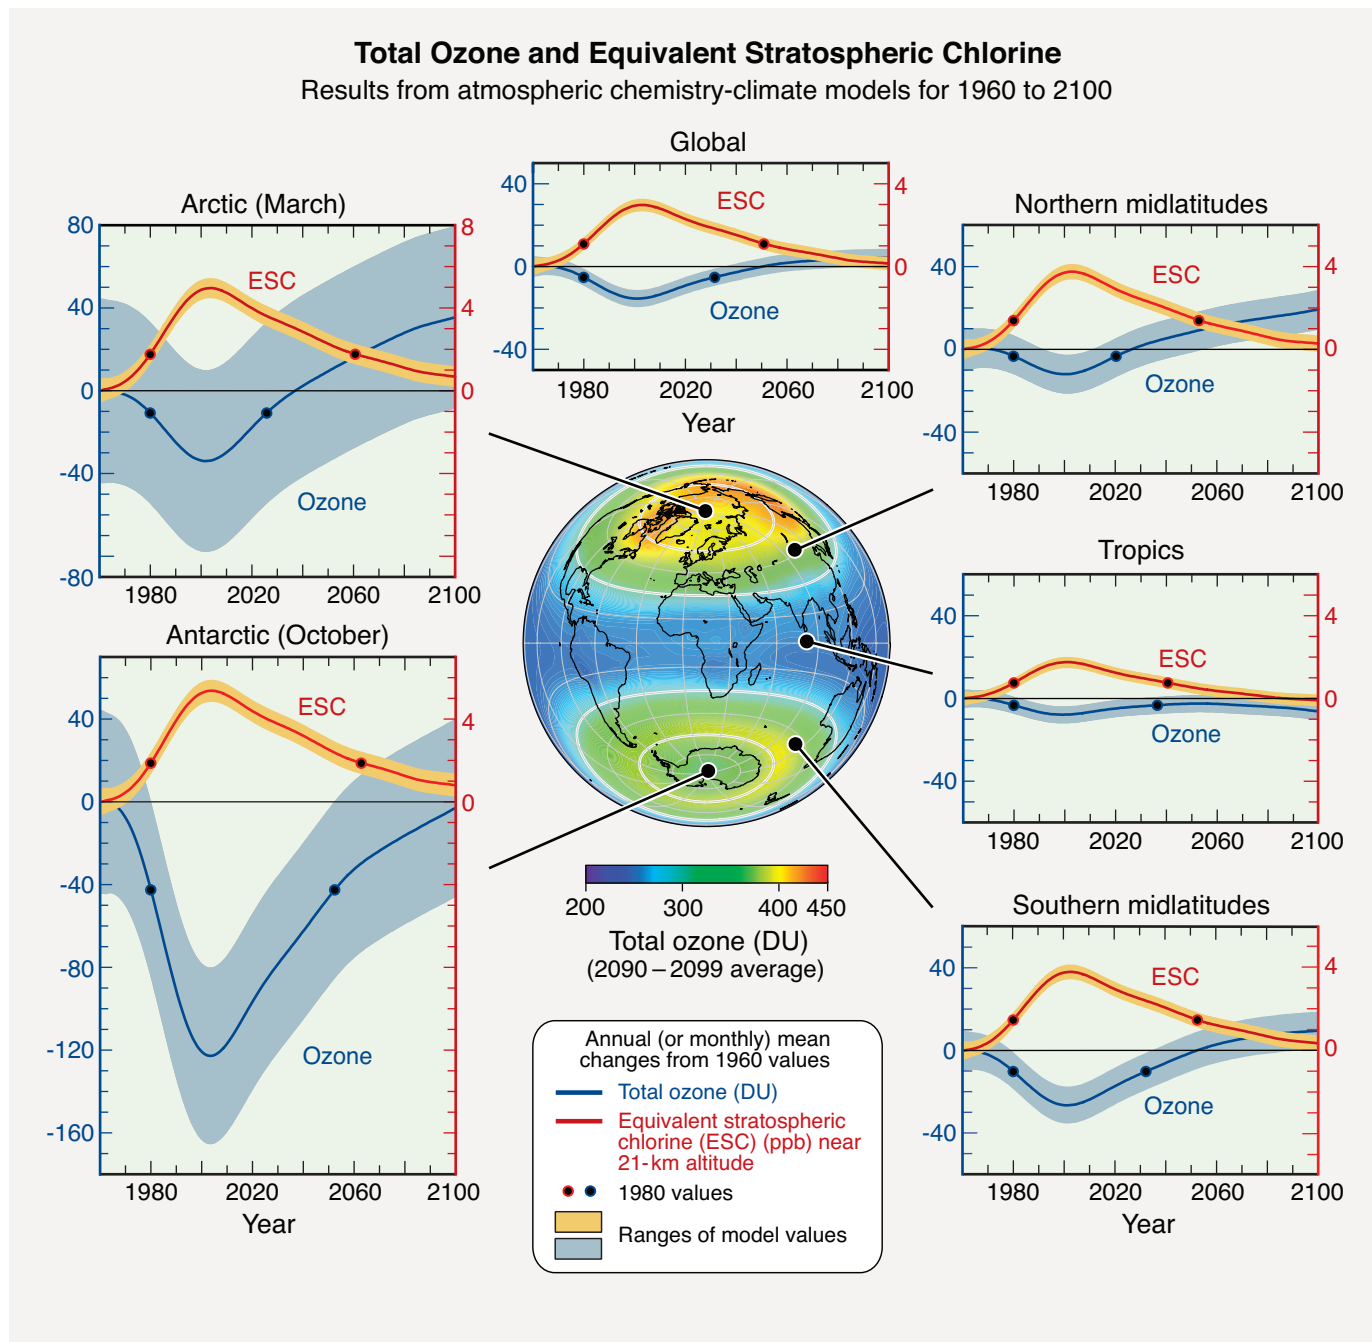 Total Ozone and Equivalent Stratospheric Chlorine
Results from atmospheric chemistry-climate models for 1960 to 2100
Global
40
0
-40
4
0
ESC
Ozone
1980 2020 2060 2100
Year
Arctic (March)
80
40
0
-40
-80
8
4
0
ESC
Ozone
1980 2020 2060 2100
Northern midlatitudes
40
0
-40
4
0
ESC
Ozone
1980 2020 2060 2100
Tropics
40
0
-40
4
0
ESC
Ozone
1980 2020 2060 2100
Antarctic (October)
40
0
-40
-80
-120
-160
4
0
ESC
Ozone
1980 2020 2060 2100
Year
200 300 400 450
Total ozone (DU)
(2090 – 2099 average)
Southern midlatitudes
40
0
-40
4
0
ESC
Ozone
1980 2020 2060 2100
Year
Annual (or monthly) mean
changes from 1960 values
Total ozone (DU)
Equivalent stratospheric
chlorine (ESC) (ppb) near
21-km altitude
1980 values
Ranges of model values